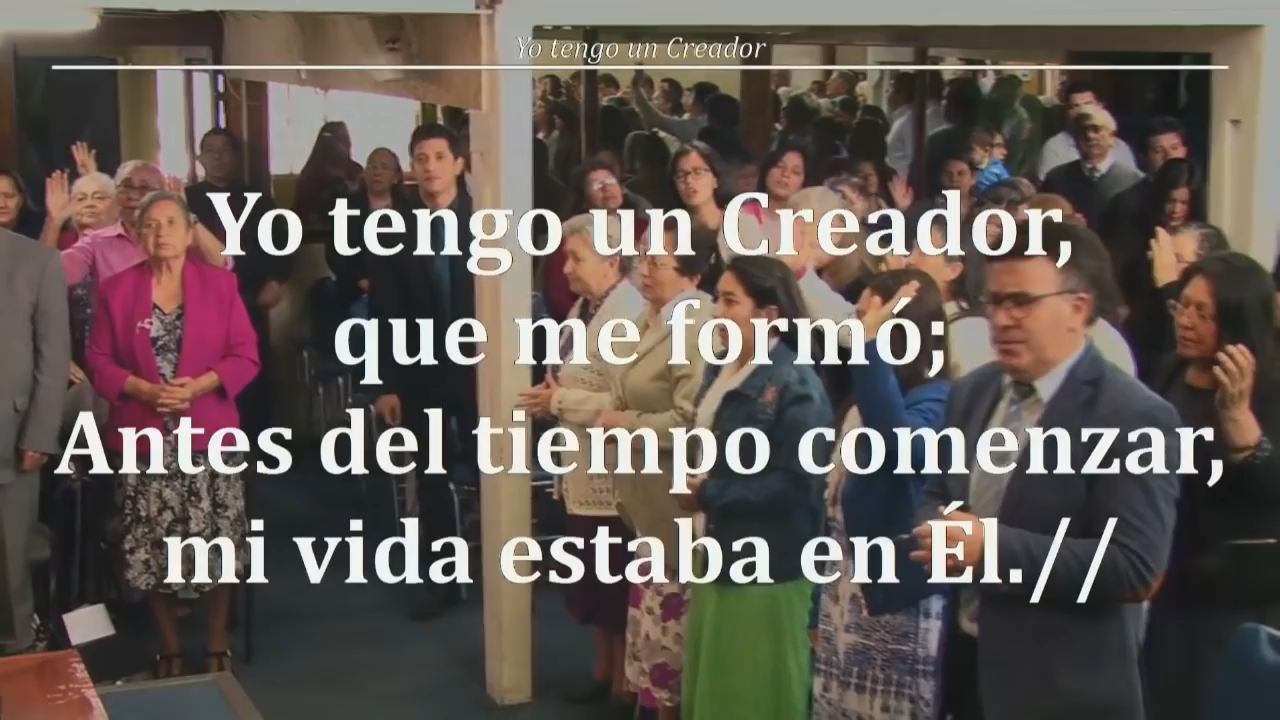 Yo tengo un Creador
Yo tengo un Creador,
que me formó;
Antes del tiempo comenzar,
mi vida estaba en Él.//